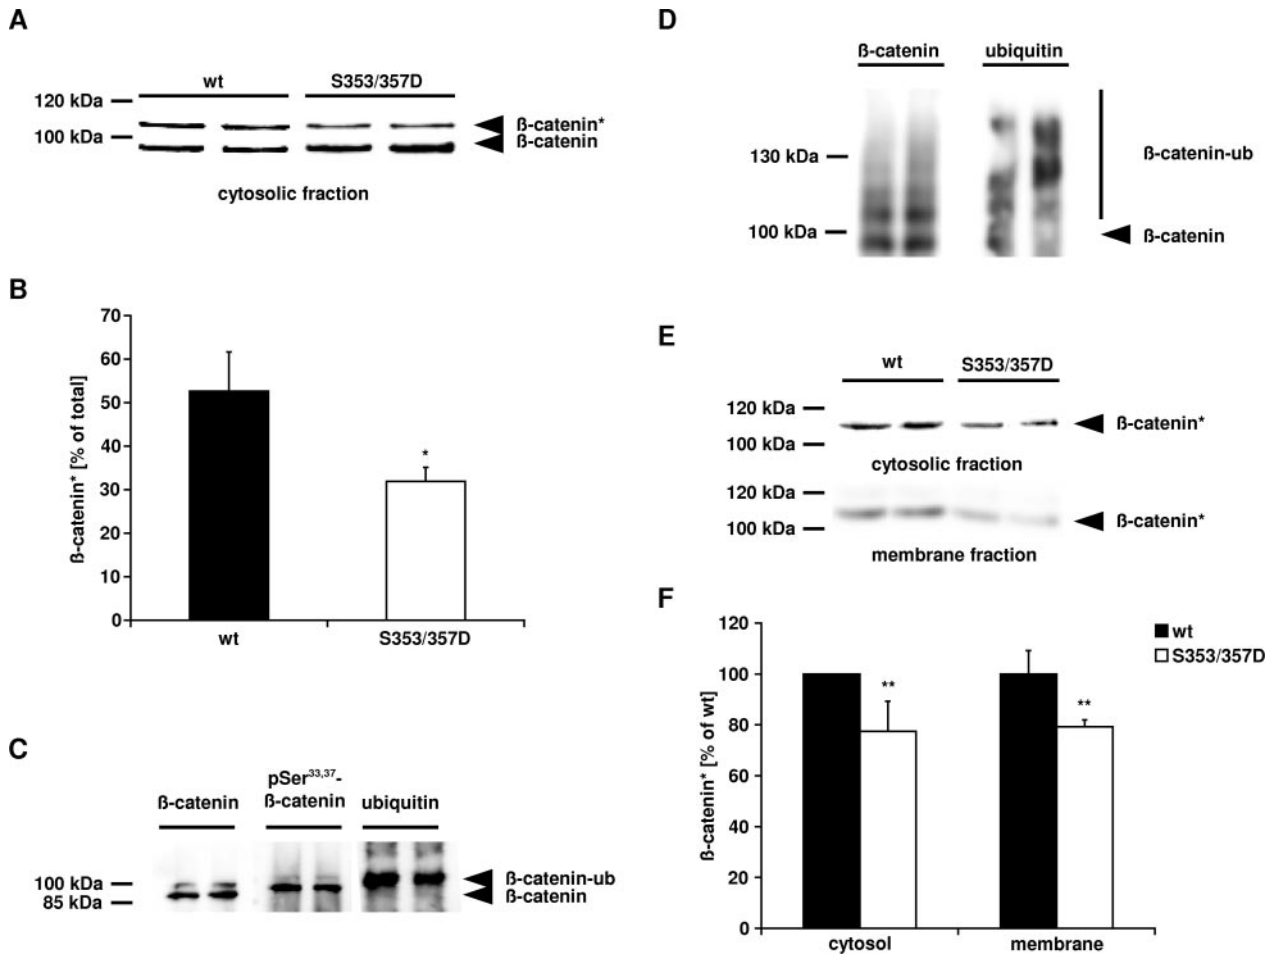 A
wt S353/357D
120 kDa
100 kDa
ß-catenin*
ß-catenin
cytosolic fraction
B
70
60
50
40
30
20
10
0
ß-catenin* [% of total]
*
wt S353/357D
C
ß-catenin
pSer33,37-
ß-catenin
ubiquitin
100 kDa
85 kDa
ß-catenin-ub
ß-catenin
D
ß-catenin ubiquitin
130 kDa
100 kDa
ß-catenin-ub
ß-catenin
E
wt S353/357D
120 kDa
100 kDa
ß-catenin*
cytosolic fraction
120 kDa
100 kDa
ß-catenin*
membrane fraction
F
120
100
80
60
40
20
0
ß-catenin* [% of wt]
**
**
wt
S353/357D
cytosol membrane